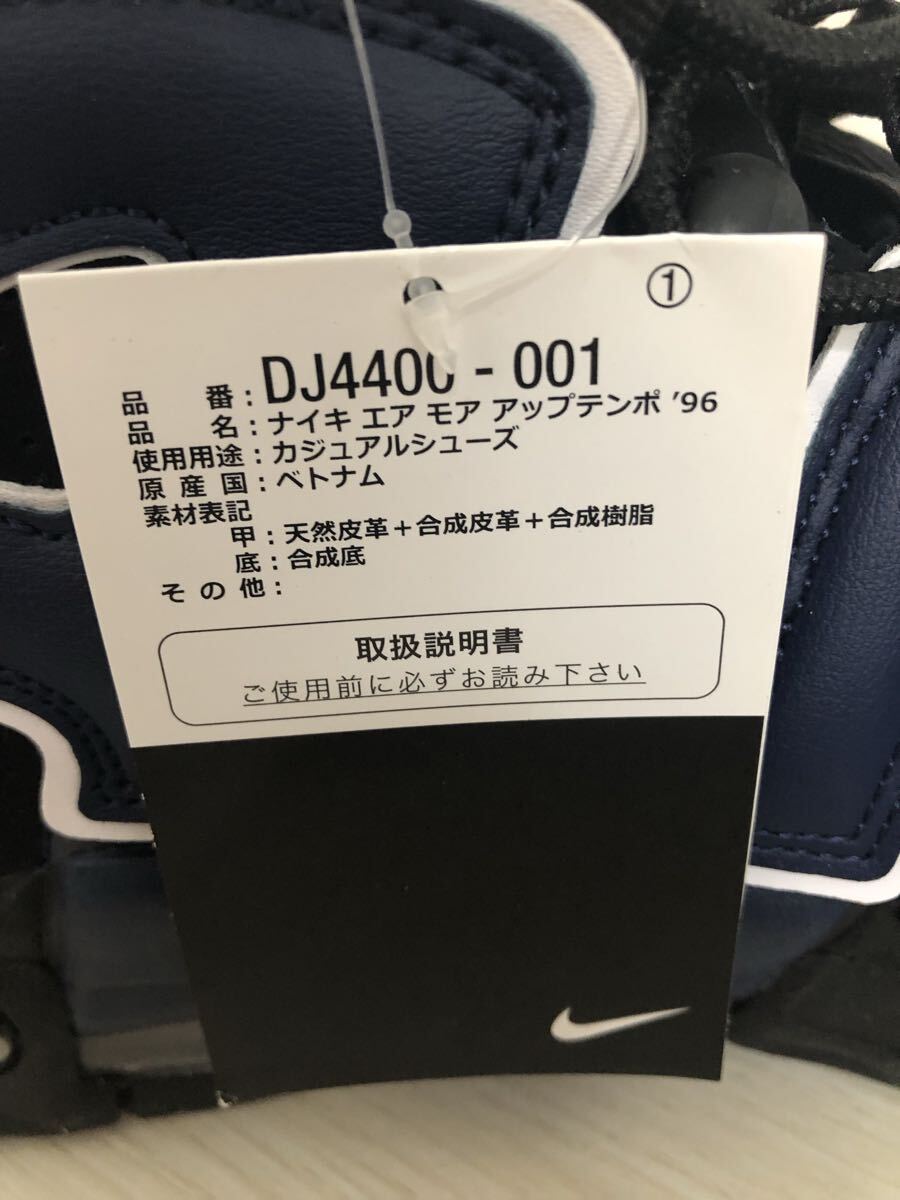 ①
品番：DJ4400 - 001
品名：ナイキ エア モア アップテンポ ’96
使用用途：カジュアルシューズ
原産国：ベトナム
素材表記
甲：天然皮革＋合成皮革＋合成樹脂
底：合成底
その他：
取扱説明書
ご使用前に必ずお読み下さい